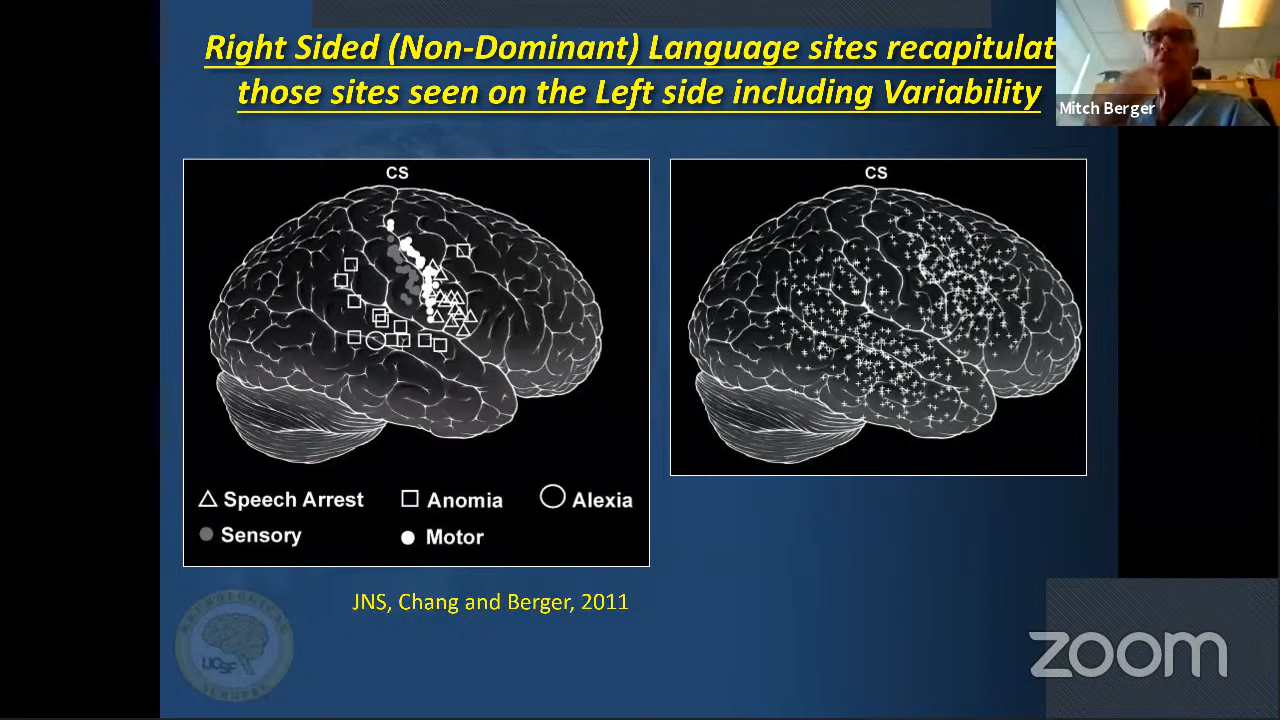 Right Sided (Non-Dominant) Language sites recapitulat
those sites seen on the Left side including Variability
Mitch Berger
CS
CS
Speech Arrest
Anomia
Alexia
Sensory
Motor
JNS, Chang and Berger, 2011
UCSF
zoom